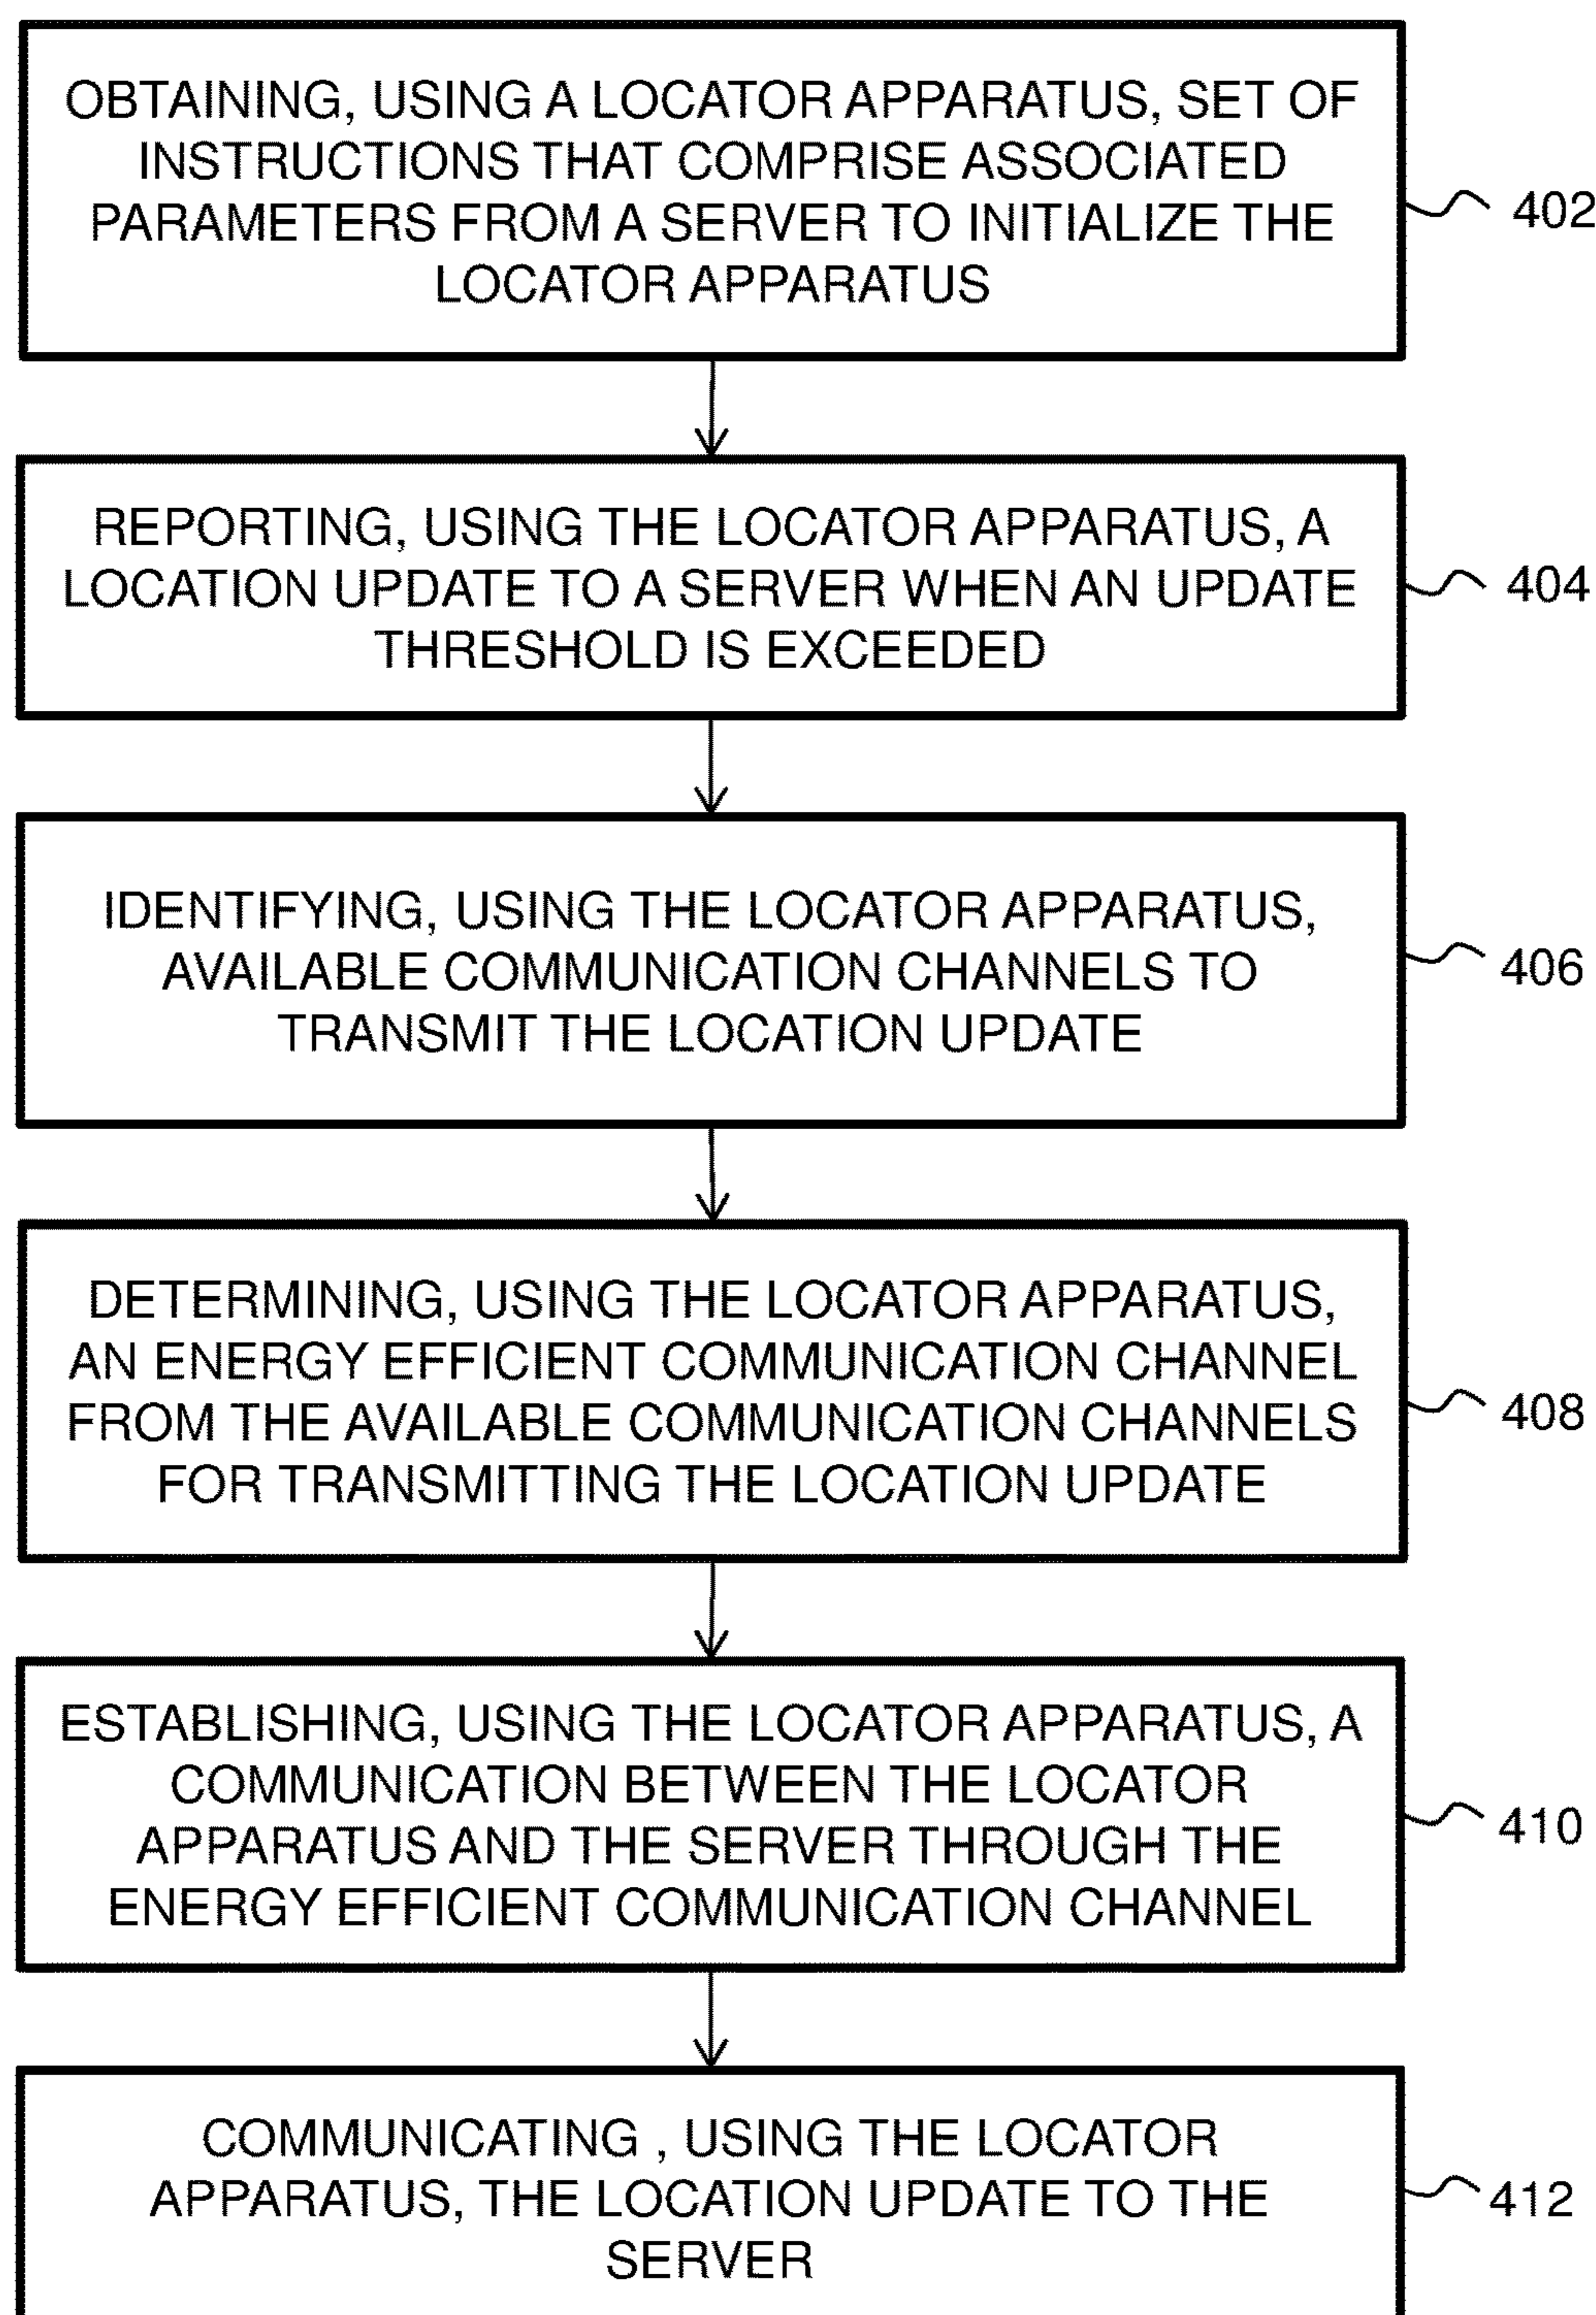 OBTAINING, USING A LOCATOR APPARATUS, SET OF
INSTRUCTIONS THAT COMPRISE ASSOCIATED
PARAMETERS FROM A SERVER TO INITIALIZE THE
LOCATOR APPARATUS
402
REPORTING, USING THE LOCATOR APPARATUS, A
LOCATION UPDATE TO A SERVER WHEN AN UPDATE
THRESHOLD IS EXCEEDED
404
IDENTIFYING, USING THE LOCATOR APPARATUS,
AVAILABLE COMMUNICATION CHANNELS TO
TRANSMIT THE LOCATION UPDATE
406
DETERMINING, USING THE LOCATOR APPARATUS,
AN ENERGY EFFICIENT COMMUNICATION CHANNEL
FROM THE AVAILABLE COMMUNICATION CHANNELS
FOR TRANSMITTING THE LOCATION UPDATE
408
ESTABLISHING, USING THE LOCATOR APPARATUS, A
COMMUNICATION BETWEEN THE LOCATOR
APPARATUS AND THE SERVER THROUGH THE
ENERGY EFFICIENT COMMUNICATION CHANNEL
410
COMMUNICATING , USING THE LOCATOR
APPARATUS, THE LOCATION UPDATE TO THE
SERVER
412